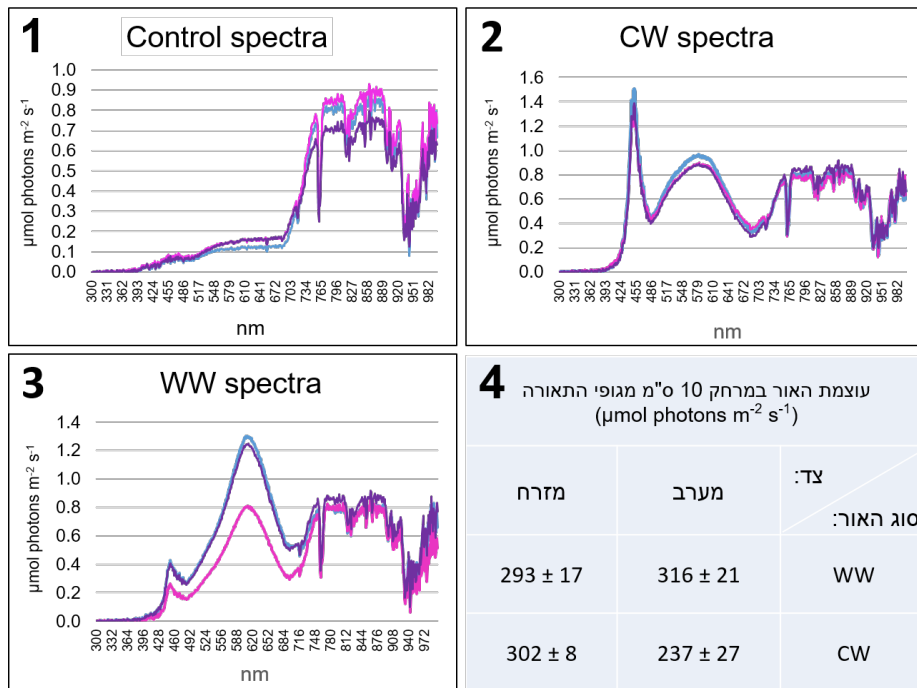 1
Control spectra
µmol photons m⁻² s⁻¹
1.0
0.9
0.8
0.7
0.6
0.5
0.4
0.3
0.2
0.1
0.0
300 331 362 393 424 455 486 517 548 579 610 641 672 703 734 765 796 827 858 889 920 951 982
nm
2
CW spectra
µmol photons m⁻² s⁻¹
1.6
1.4
1.2
1.0
0.8
0.6
0.4
0.2
0.0
300 331 362 393 424 455 486 517 548 579 610 641 672 703 734 765 796 827 858 889 920 951 982
nm
3
WW spectra
µmol photons m⁻² s⁻¹
1.4
1.2
1.0
0.8
0.6
0.4
0.2
0.0
300 332 364 396 428 460 492 524 556 588 620 652 684 716 748 780 812 844 876 908 940 972
nm
4
עוצמת האור במרחק 10 ס"מ מגופי התאורה
(µmol photons m⁻² s⁻¹)
צד:
מערב
מזרח
סוג האור:
WW
316 ± 21
293 ± 17
CW
237 ± 27
302 ± 8